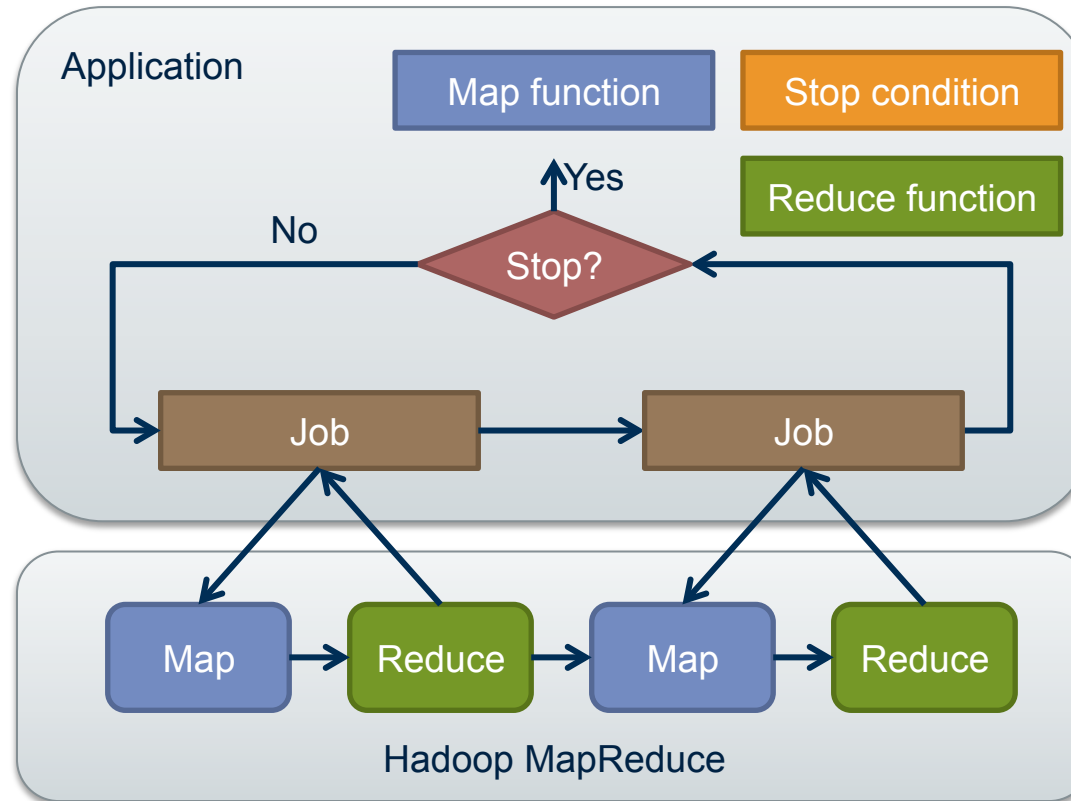 Application
Map function
Stop condition
Yes
Reduce function
No
Stop?
Job
Job
Map
Reduce
Map
Reduce
Hadoop MapReduce